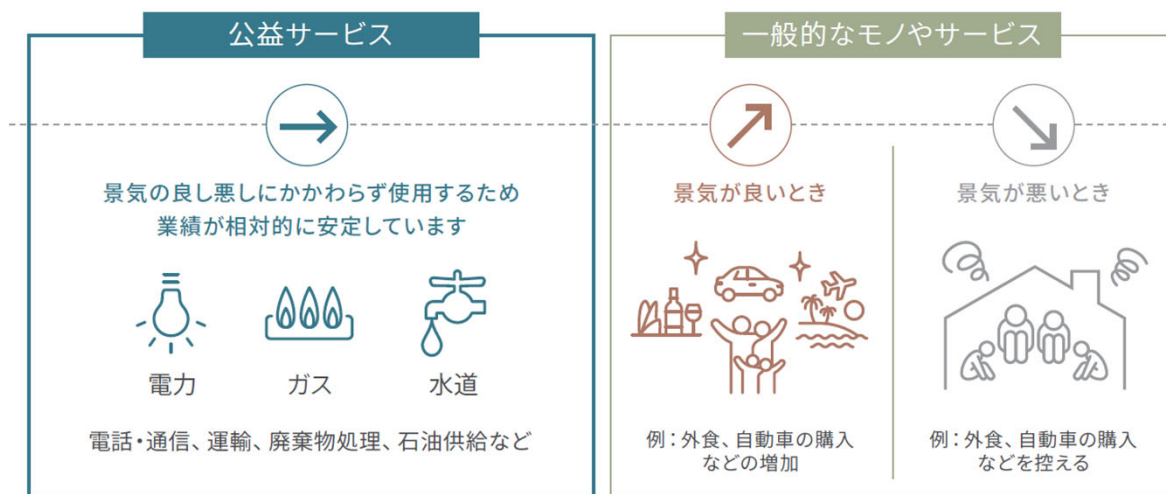 公益サービス
景気の良し悪しにかかわらず使用するため
業績が相対的に安定しています
電力
ガス
水道
電話・通信、運輸、廃棄物処理、石油供給など
一般的なモノやサービス
景気が良いとき
例：外食、自動車の購入
などの増加
景気が悪いとき
例：外食、自動車の購入
などを控える